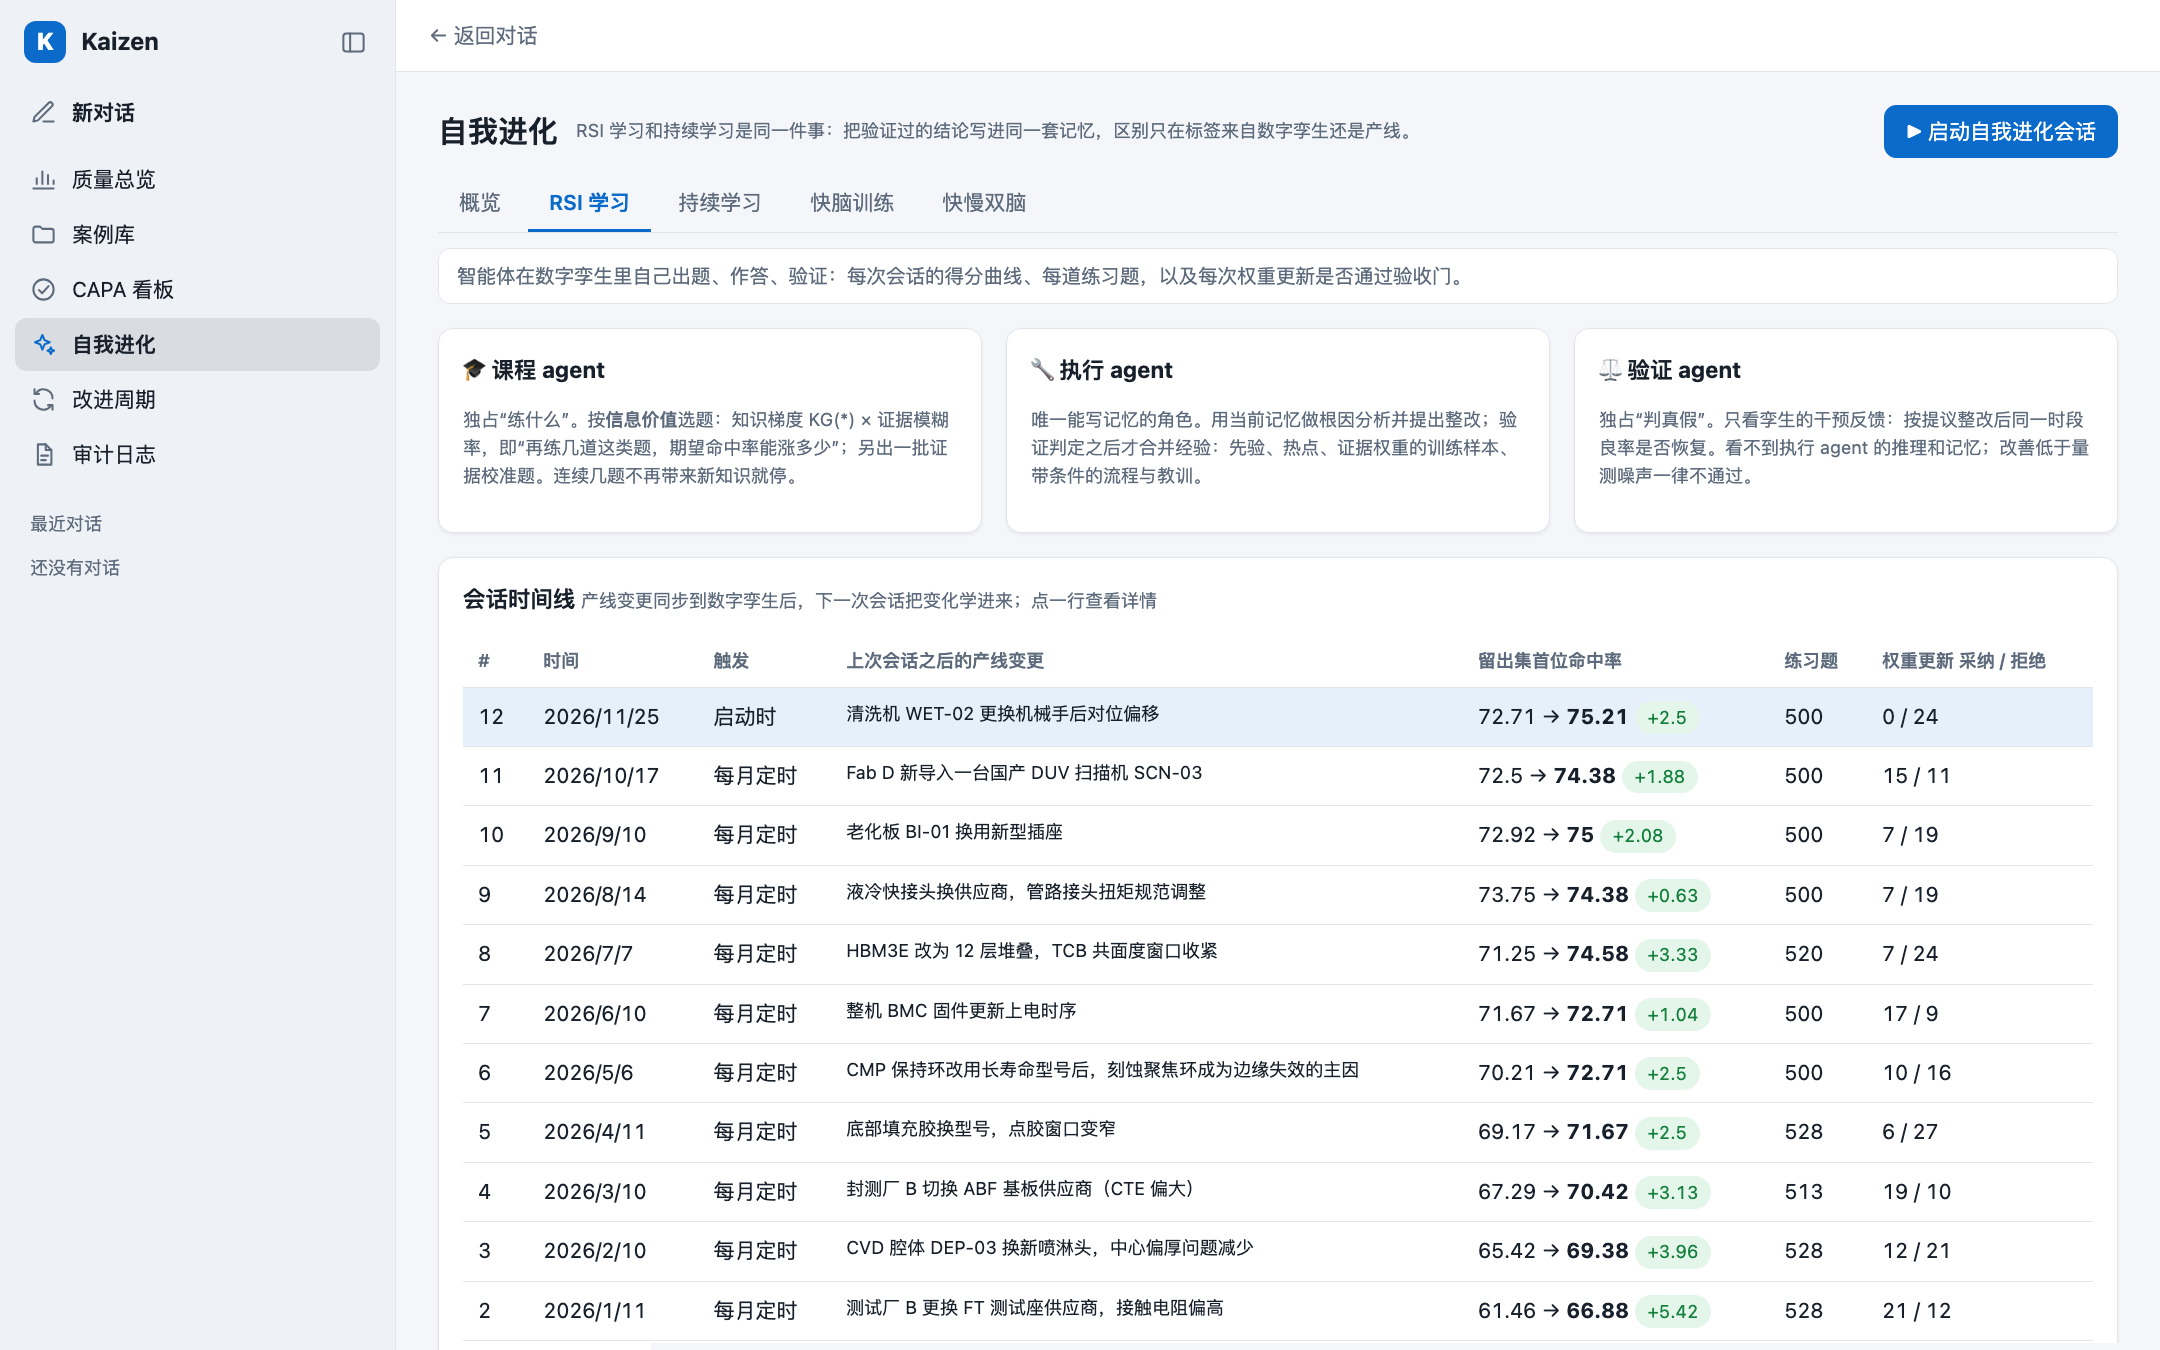 K Kaizen
新对话
质量总览
案例库
CAPA 看板
自我进化
改进周期
审计日志
最近对话
还没有对话
← 返回对话
自我进化 RSI 学习和持续学习是同一件事：把验证过的结论写进同一套记忆，区别只在标签来自数字孪生还是产线。
▶ 启动自我进化会话
概览 RSI 学习 持续学习 快脑训练 快慢双脑
智能体在数字孪生里自己出题、作答、验证：每次会话的得分曲线、每道练习题，以及每次权重更新是否通过验收门。
🎓 课程 agent
独占“练什么”。按信息价值选题：知识梯度 KG(*) × 证据模糊
率，即“再练几道这类题，期望命中率能涨多少”；另出一批证
据校准题。连续几题不再带来新知识就停。
🔧 执行 agent
唯一能写记忆的角色。用当前记忆做根因分析并提出整改；验
证判定之后才合并经验：先验、热点、证据权重的训练样本、
带条件的流程与教训。
⚖️ 验证 agent
独占“判真假”。只看孪生的干预反馈：按提议整改后同一时段
良率是否恢复。看不到执行 agent 的推理和记忆；改善低于量
测噪声一律不通过。
会话时间线 产线变更同步到数字孪生后，下一次会话把变化学进来；点一行查看详情
# 时间 触发 上次会话之后的产线变更 留出集首位命中率 练习题 权重更新 采纳 / 拒绝
12 2026/11/25 启动时 清洗机 WET-02 更换机械手后对位偏移 72.71 → 75.21 +2.5 500 0 / 24
11 2026/10/17 每月定时 Fab D 新导入一台国产 DUV 扫描机 SCN-03 72.5 → 74.38 +1.88 500 15 / 11
10 2026/9/10 每月定时 老化板 BI-01 换用新型插座 72.92 → 75 +2.08 500 7 / 19
9 2026/8/14 每月定时 液冷快接头换供应商，管路接头扭矩规范调整 73.75 → 74.38 +0.63 500 7 / 19
8 2026/7/7 每月定时 HBM3E 改为 12 层堆叠，TCB 共面度窗口收紧 71.25 → 74.58 +3.33 520 7 / 24
7 2026/6/10 每月定时 整机 BMC 固件更新上电时序 71.67 → 72.71 +1.04 500 17 / 9
6 2026/5/6 每月定时 CMP 保持环改用长寿命型号后，刻蚀聚焦环成为边缘失效的主因 70.21 → 72.71 +2.5 500 10 / 16
5 2026/4/11 每月定时 底部填充胶换型号，点胶窗口变窄 69.17 → 71.67 +2.5 528 6 / 27
4 2026/3/10 每月定时 封测厂 B 切换 ABF 基板供应商（CTE 偏大） 67.29 → 70.42 +3.13 513 19 / 10
3 2026/2/10 每月定时 CVD 腔体 DEP-03 换新喷淋头，中心偏厚问题减少 65.42 → 69.38 +3.96 528 12 / 21
2 2026/1/11 每月定时 测试厂 B 更换 FT 测试座供应商，接触电阻偏高 61.46 → 66.88 +5.42 528 21 / 12